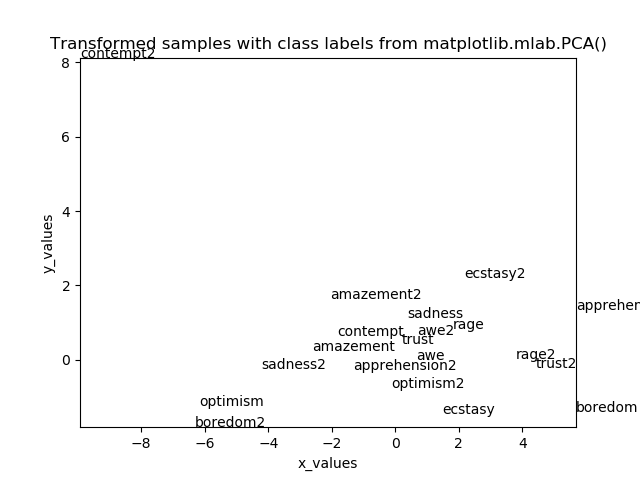 Transformed samples with class labels from matplotlib.mlab.PCA()
contempt2
8
6
y_values
4
2
0
ecstasy2
amazement2
apprehen
sadness
rage
contempt
awe2
trust
amazement
awe
rage2
sadness2
apprehension2
trust2
optimism2
optimism
boredom
ecstasy
boredom2
−8
−6
−4
−2
0
2
4
x_values